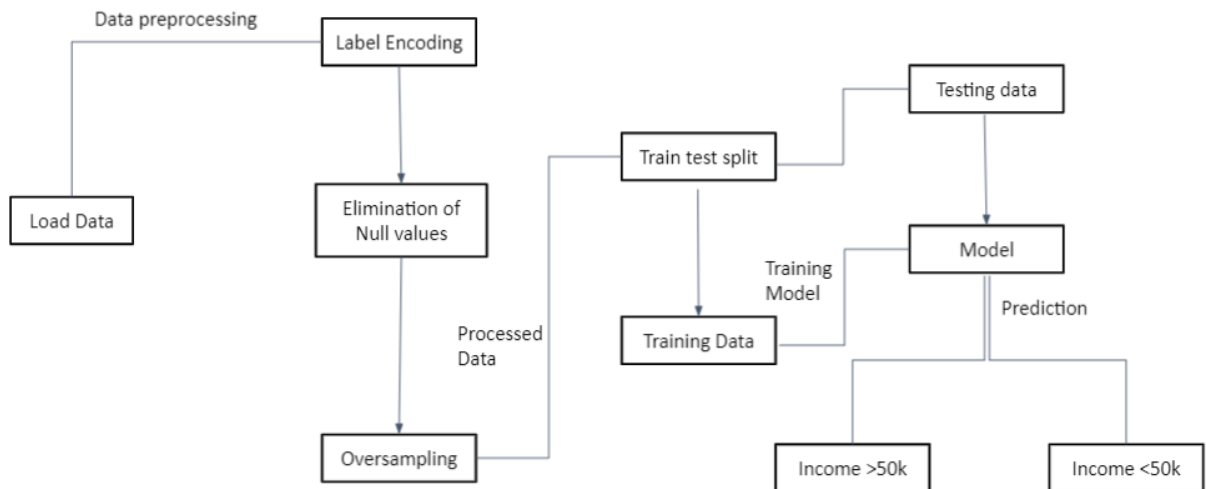 Data preprocessing
Label Encoding
Load Data
Elimination of
Null values
Oversampling
Processed
Data
Train test split
Training Data
Training
Model
Testing data
Model
Prediction
Income >50k
Income <50k